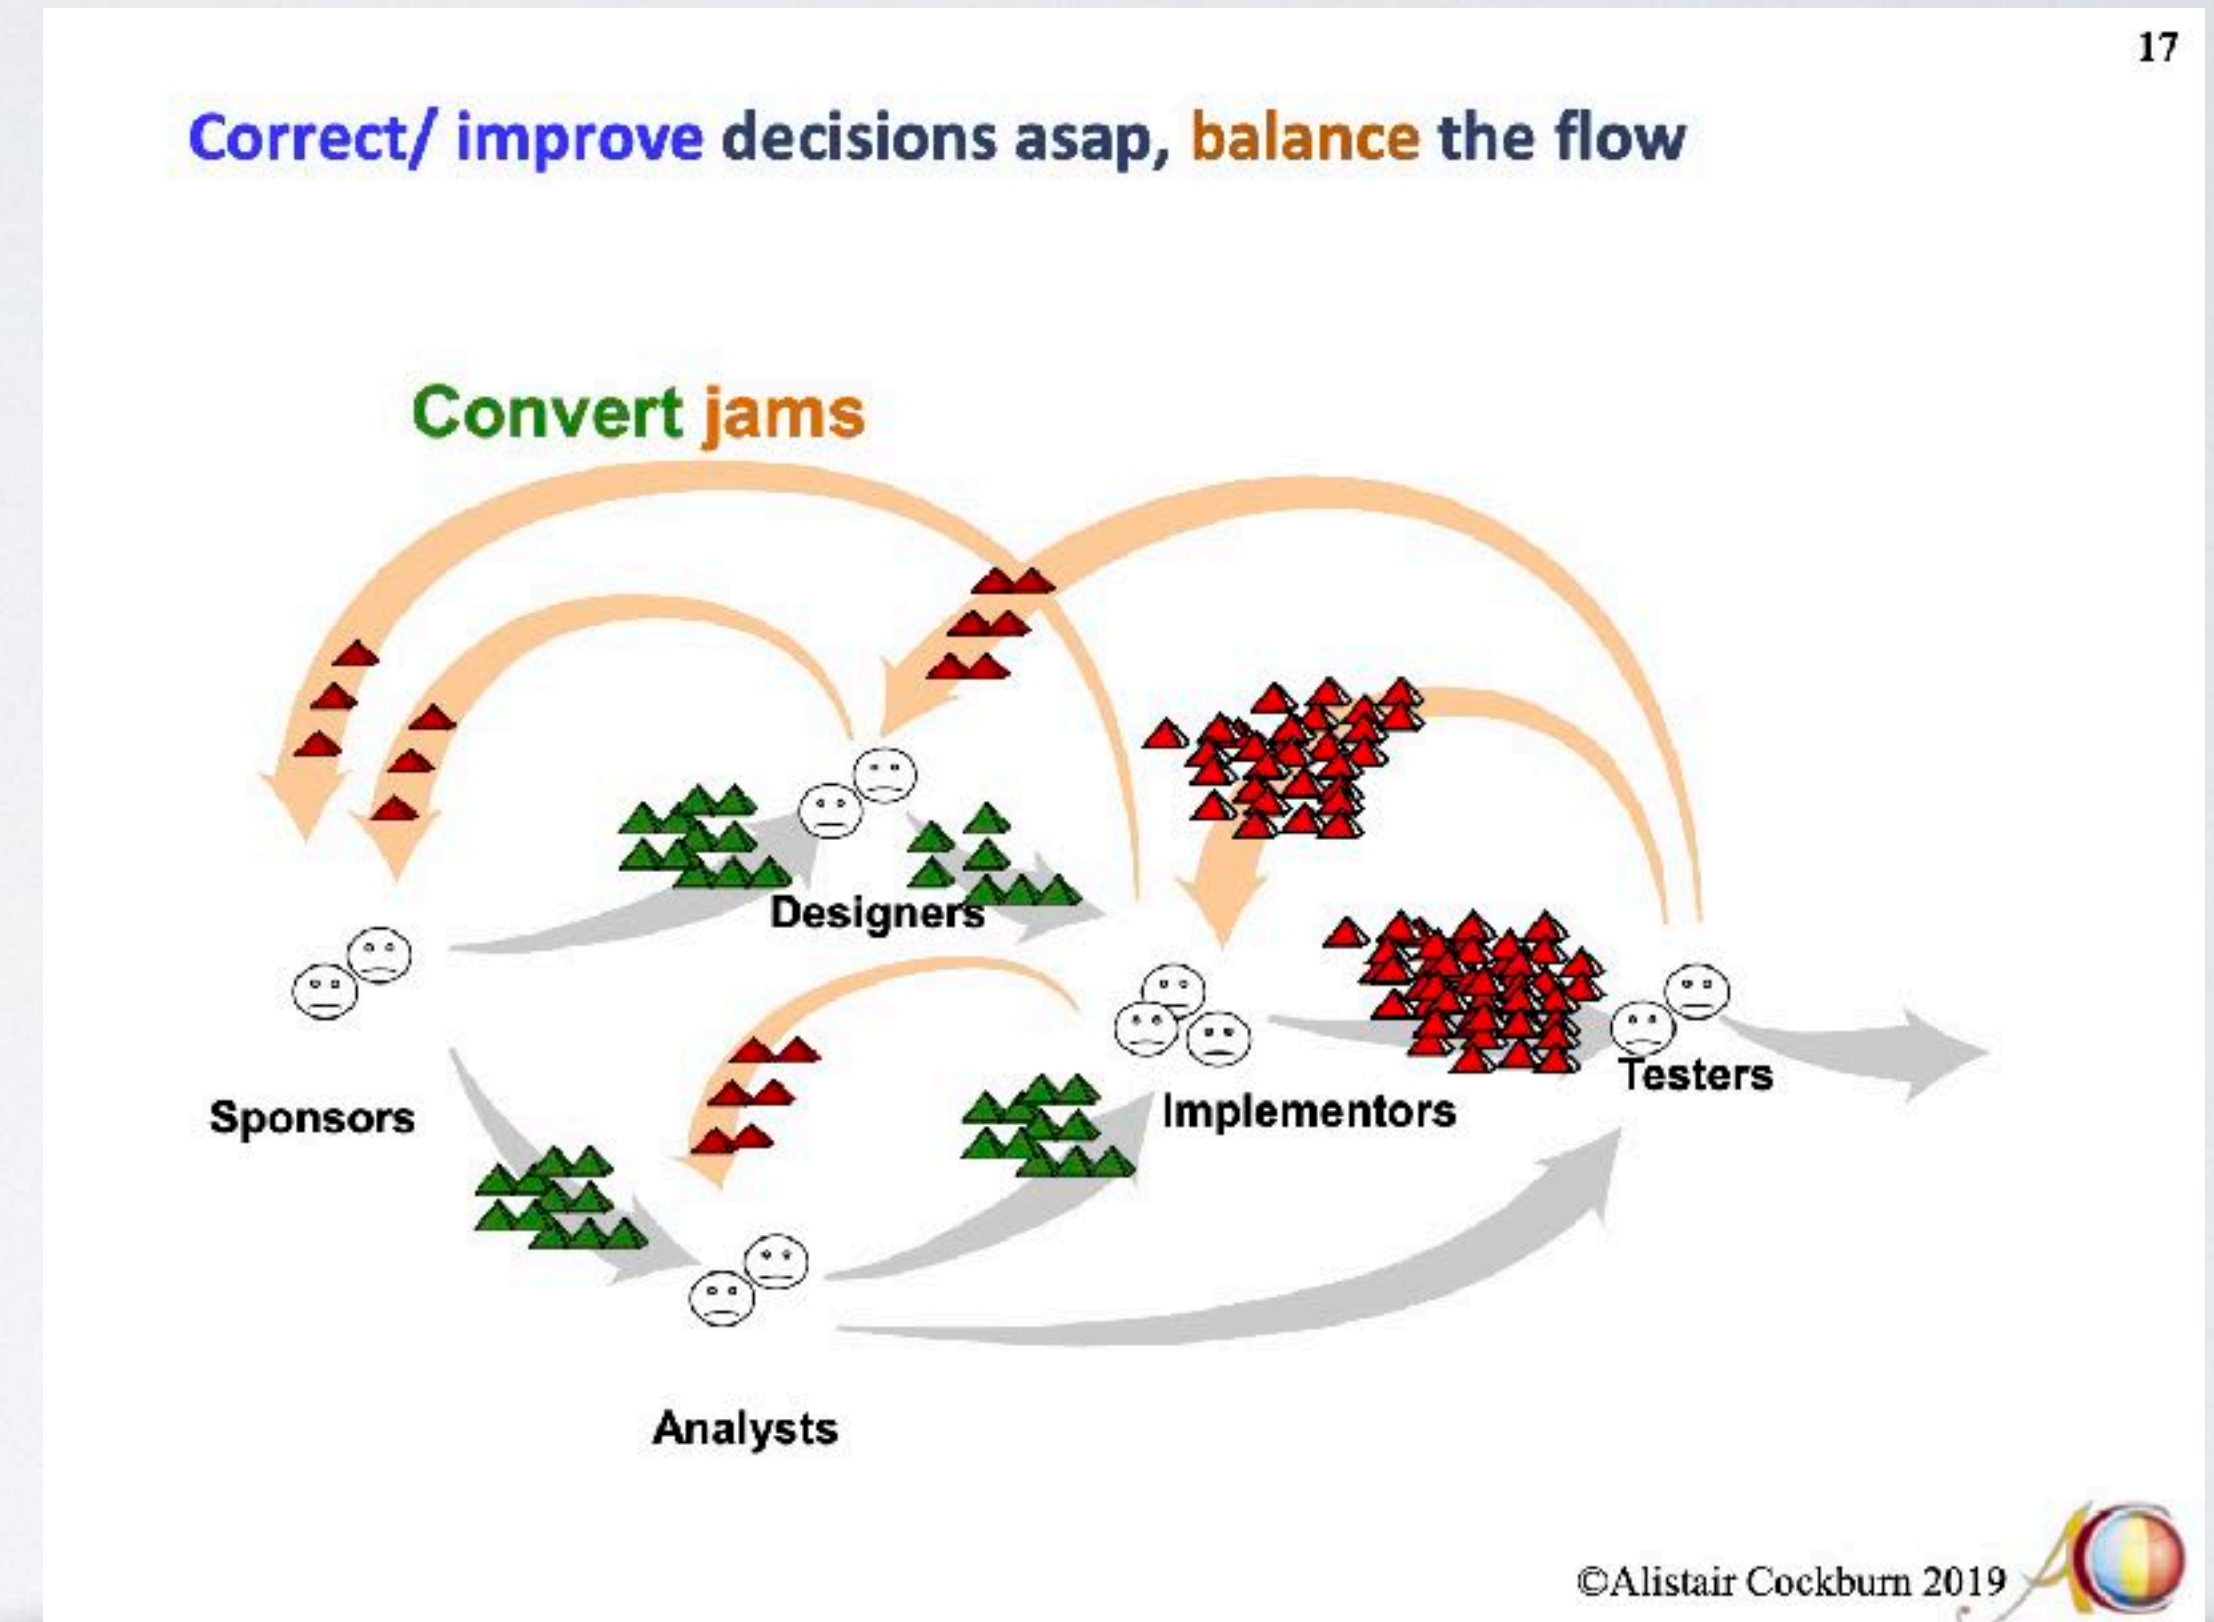 17
Correct/ improve decisions asap, balance the flow
Convert jams
Designers
Sponsors
Implementors
Testers
Analysts
©Alistair Cockburn 2019